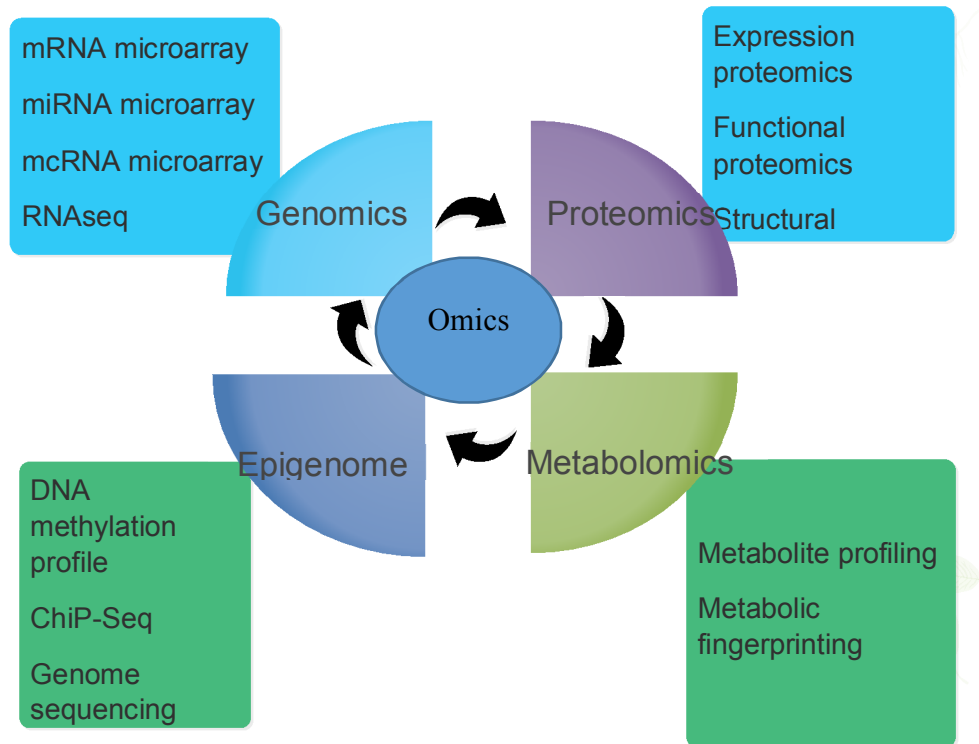 mRNA microarray
miRNA microarray
mcRNA microarray
RNAseq
Expression
proteomics
Functional
proteomics
Structural
Genomics
Proteomics
Omics
Epigenome
Metabolomics
DNA
methylation
profile
ChiP-Seq
Genome
sequencing
Metabolite profiling
Metabolic
fingerprinting